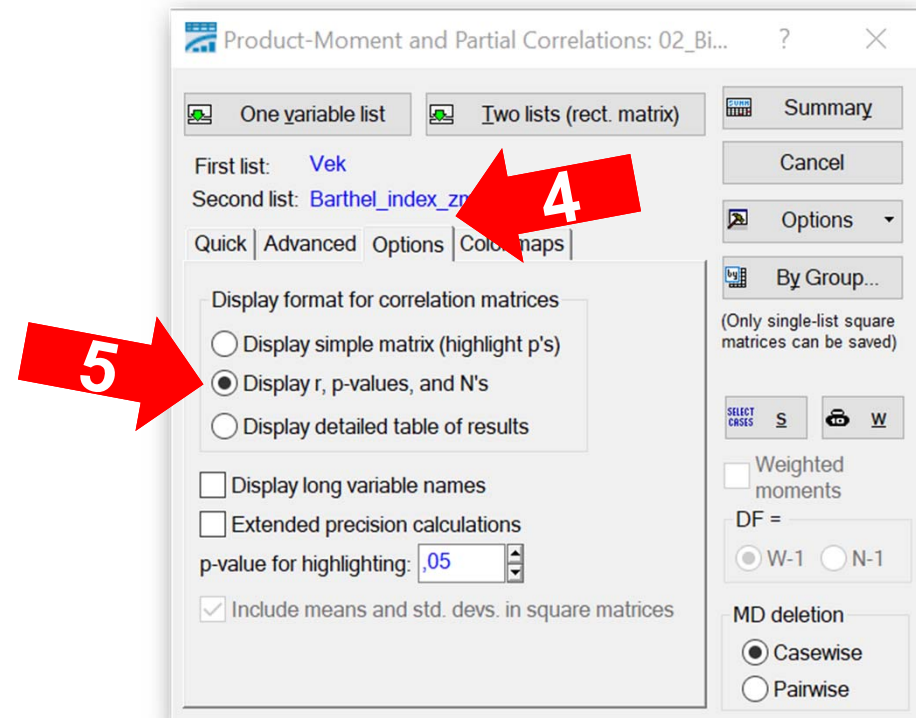 Product-Moment and Partial Correlations: 02_Bi... ?
One variable list
Two lists (rect. matrix)
Summary
First list: Vek
Cancel
Second list:
4
Options
Quick
Advanced
Options
By Group...
Display format for correlation matrices
(Only single-list square
matrices can be saved)
Display simple matrix (highlight p's)
5
Display r, p-values, and N's
Display detailed table of results
SELECT
CASES
S
W
Display long variable names
Weighted
moments
Extended precision calculations
DF =
p-value for highlighting: ,05
W-1
N-1
Include means and std. devs. in square matrices
MD deletion
Casewise
Pairwise